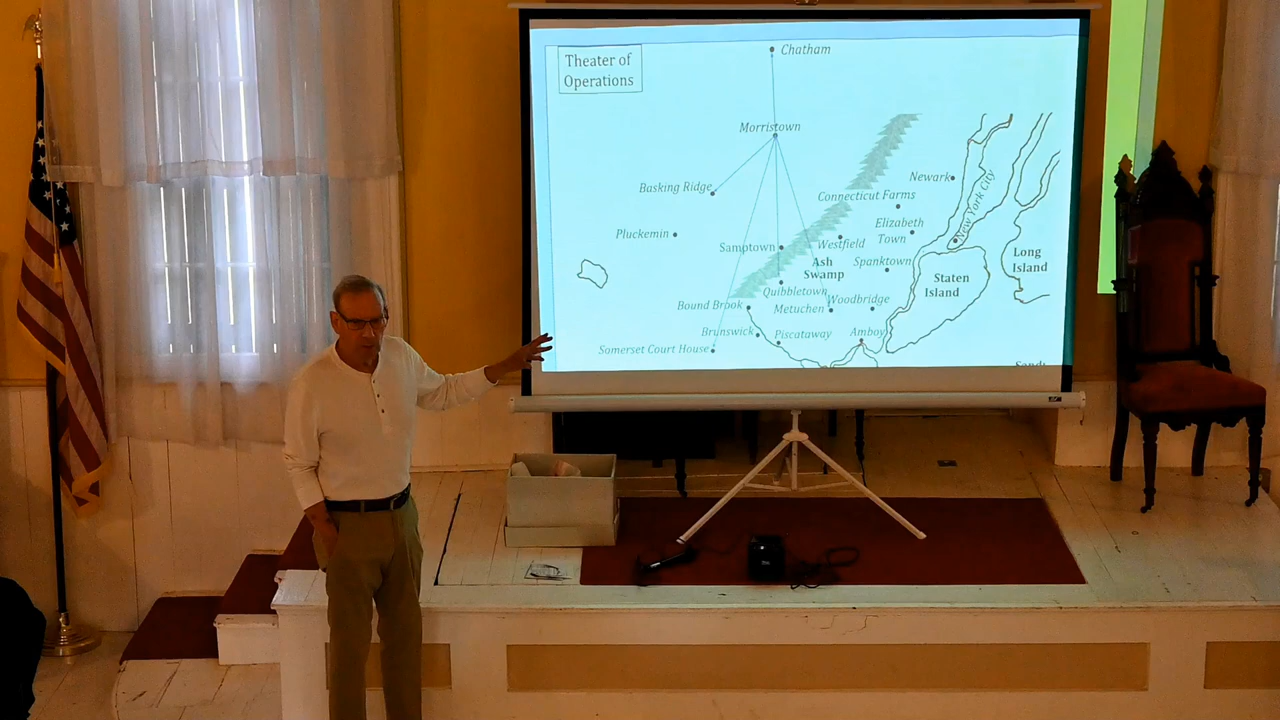 Theater of
Operations
Chatham
Morristown
Basking Ridge
Newark
Connecticut Farms
New York City
Pluckemin
Elizabeth
Town
Samptown
Westfield
Ash
Swamp
Spanktown
Long
Island
Staten
Island
Quibbletown
Bound Brook
Metuchen
Woodbridge
Brunswick
Piscataway
Amboy
Somerset Court House